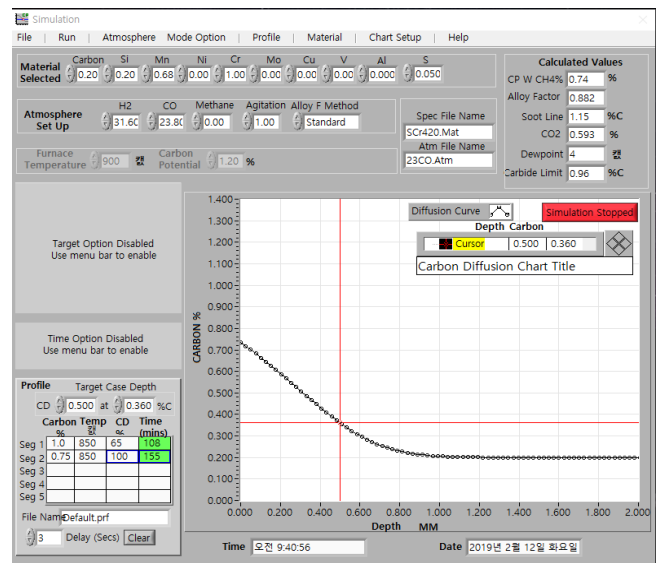 Simulation
File | Run | Atmosphere Mode Option | Profile | Material | Chart Setup | Help
Carbon Si Mn Ni Cr Mo Cu V Al S
Material Selected 0.20 0.20 0.68 0.00 1.00 0.00 0.00 0.00 0.000 0.050
H2 CO Methane Agitation Alloy F Method
Atmosphere Set Up 31.60 23.80 0.00 1.00 Standard
Furnace Temperature 900 캜 Carbon Potential 1.20 %
Spec File Name
SCr420.Mat
Atm File Name
23CO.Atm
Calculated Values
CP W CH4% 0.74 %
Alloy Factor 0.882
Soot Line 1.15 %C
CO2 0.593 %
Dewpoint 4 캜
Carbide Limit 0.96 %C
Target Option Disabled
Use menu bar to enable
Time Option Disabled
Use menu bar to enable
Profile Target Case Depth
CD 0.500 at 0.360 %C
Carbon % Temp 캜 CD % Time (mins)
Seg 1 1.0 850 65 108
Seg 2 0.75 850 100 155
Seg 3
Seg 4
Seg 5
File Name Default.prf
3 Delay (Secs) Clear
Diffusion Curve
Simulation Stopped
Depth Carbon
Cursor 0.500 0.360
Carbon Diffusion Chart Title
CARBON %
1.400
1.300
1.200
1.100
1.000
0.900
0.800
0.700
0.600
0.500
0.400
0.300
0.200
0.100
0.000
0.000 0.200 0.400 0.600 0.800 1.000 1.200 1.400 1.600 1.800 2.000
Depth MM
Time 오전 9:40:56 Date 2019년 2월 12일 화요일